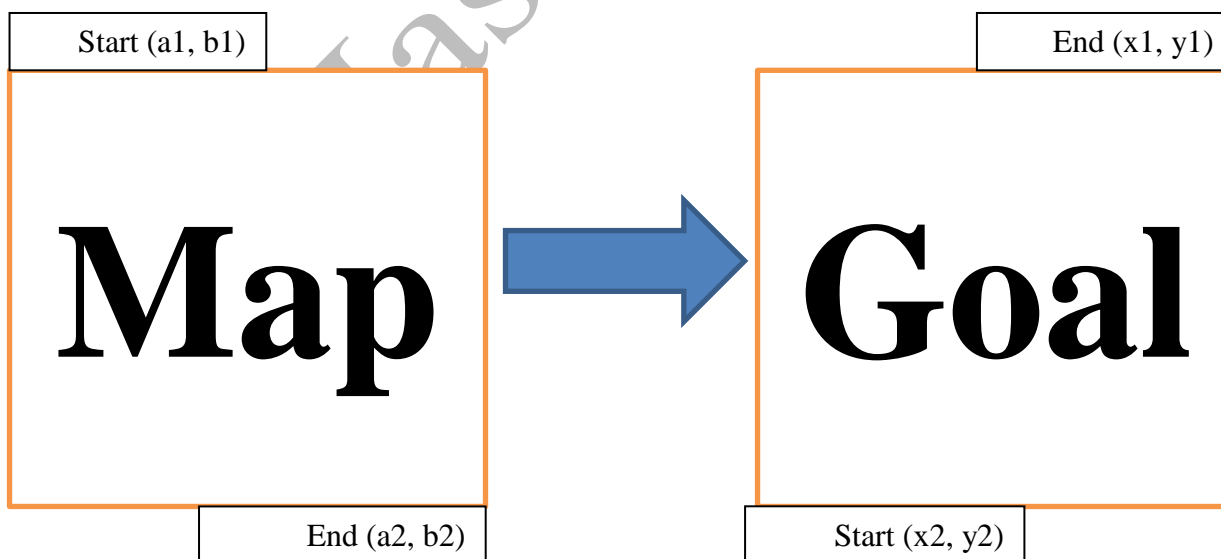 Start (a1, b1)
End (x1, y1)
Map
Goal
End (a2, b2)
Start (x2, y2)